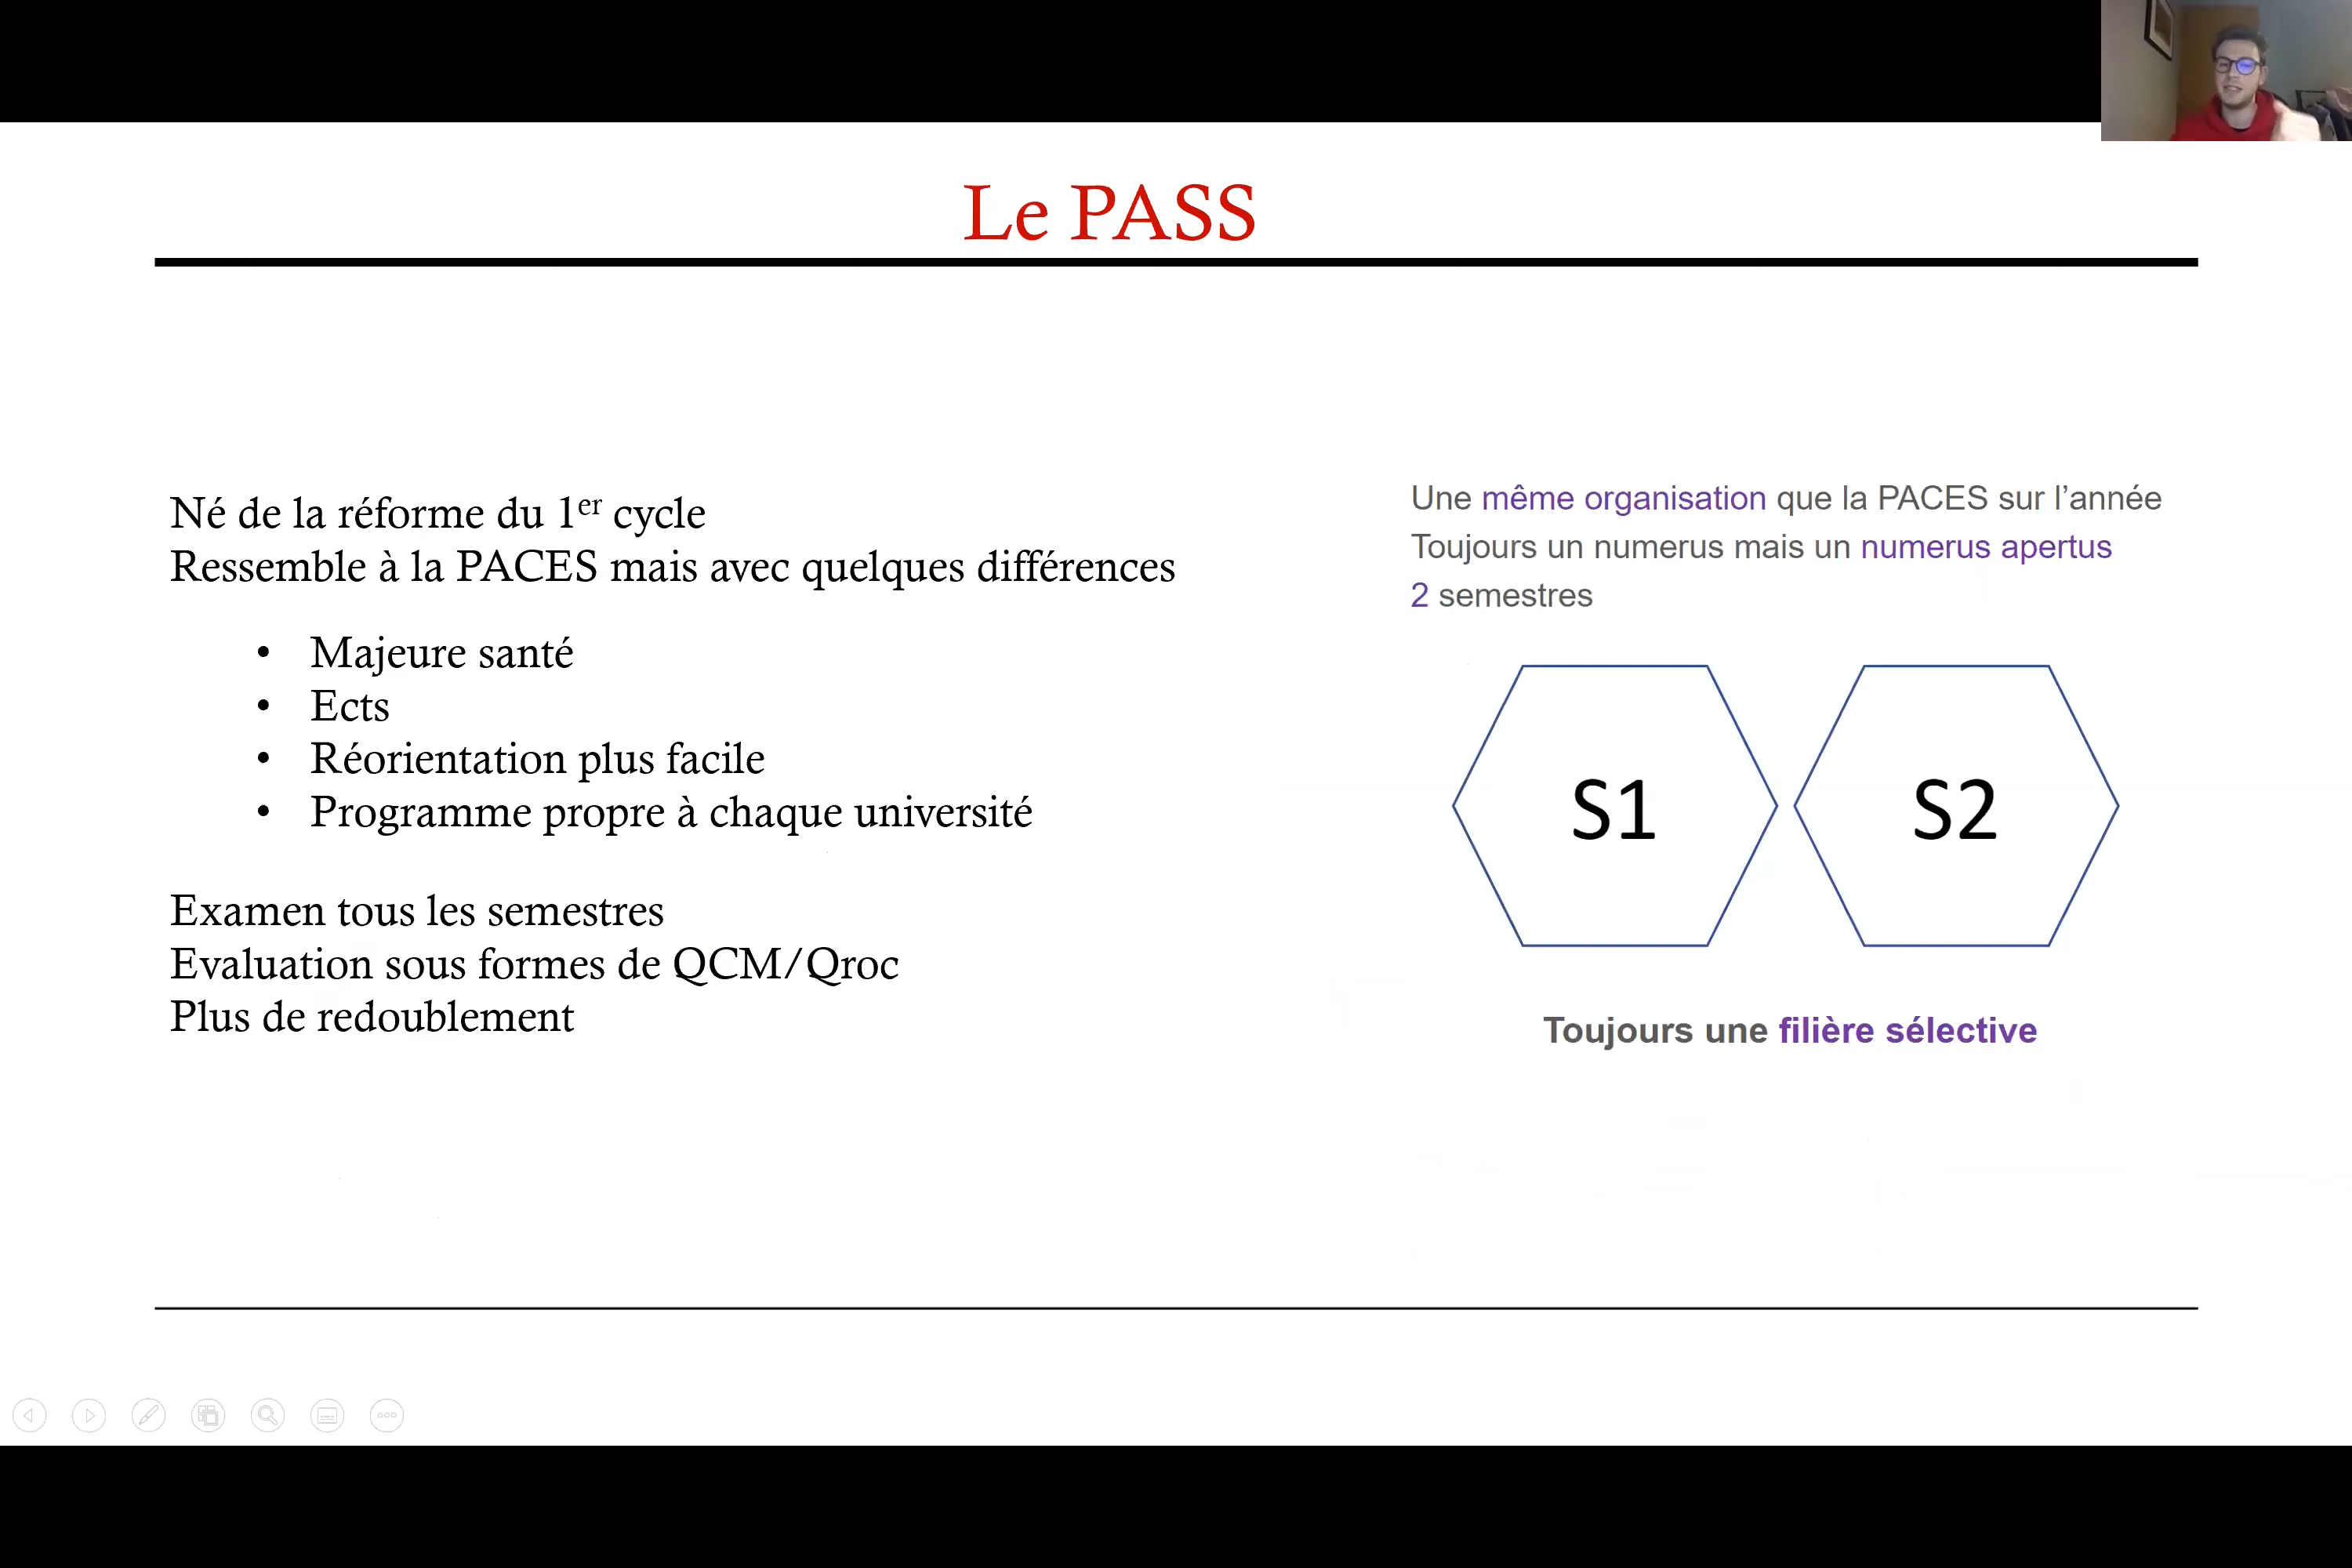 Le PASS
Né de la réforme du 1er cycle
Ressemble à la PACES mais avec quelques différences
• Majeure santé
• Ects
• Réorientation plus facile
• Programme propre à chaque université
Examen tous les semestres
Evaluation sous formes de QCM/Qroc
Plus de redoublement
Une même organisation que la PACES sur l’année
Toujours un numerus mais un numerus apertus
2 semestres
S1
S2
Toujours une filière sélective